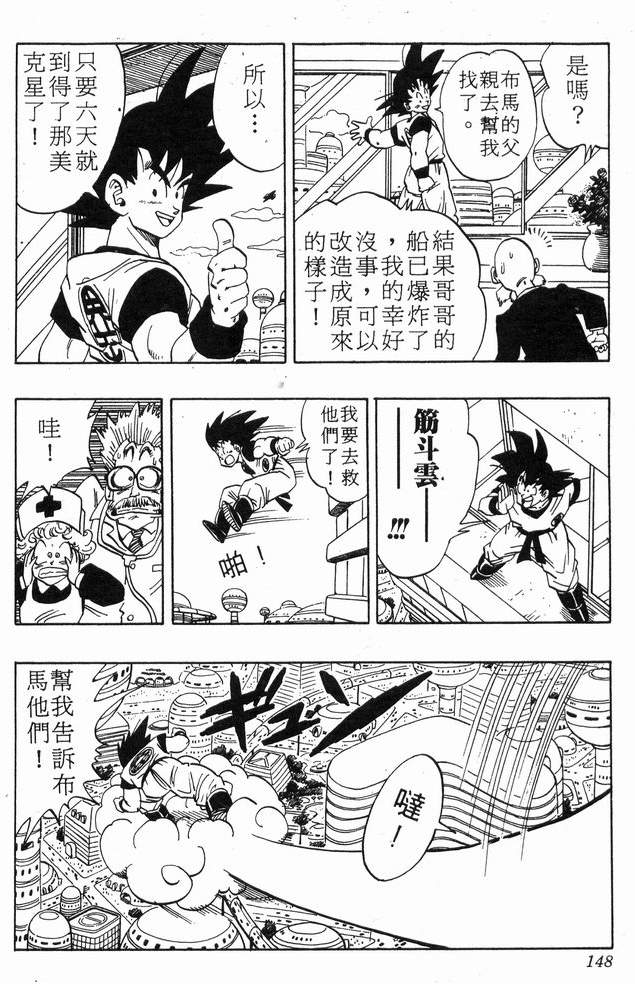 是嗎？
布馬的父
親去幫我
找了。
結果哥哥的
船已爆炸了
，我的幸好
沒事，可以
改造成原來
的樣子！
所以…
只要六天就
到得了那美
克星了！
筋斗雲——
——!!!
我要去救
他們了！
啪！
哇！
ギュン
噠！
幫我告訴布
馬他們！
148